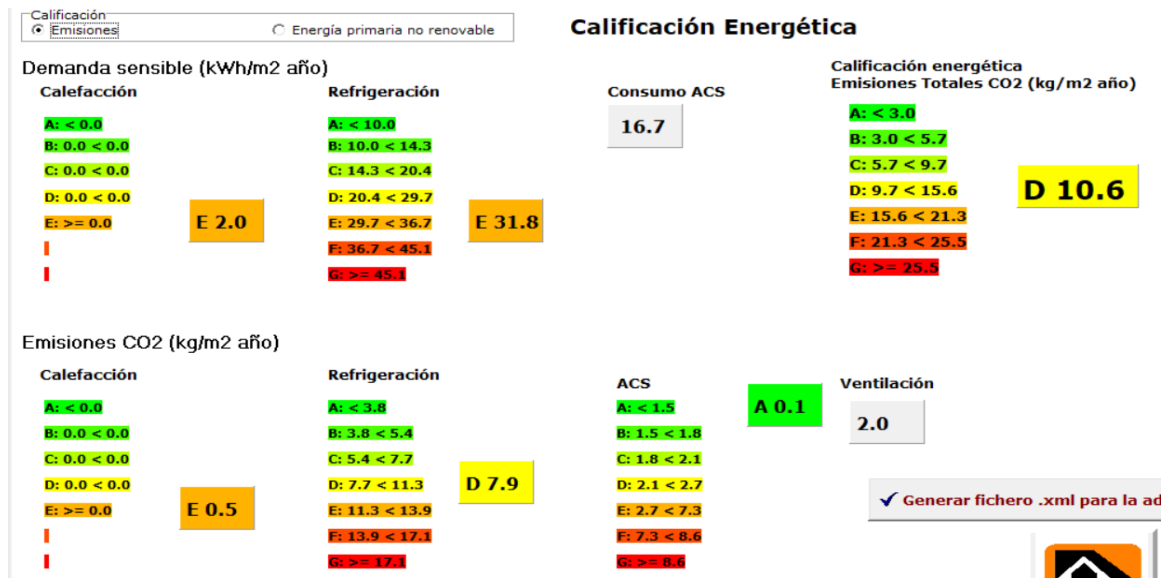 Calificación
Emisiones
Energía primaria no renovable
Calificación Energética
Demanda sensible (kWh/m2 año)
Calefacción
A: < 0.0
B: 0.0 < 0.0
C: 0.0 < 0.0
D: 0.0 < 0.0
E: >= 0.0
E 2.0
Refrigeración
A: < 10.0
B: 10.0 < 14.3
C: 14.3 < 20.4
D: 20.4 < 29.7
E: 29.7 < 36.7
F: 36.7 < 45.1
G: >= 45.1
E 31.8
Consumo ACS
16.7
Calificación energética
Emisiones Totales CO2 (kg/m2 año)
A: < 3.0
B: 3.0 < 5.7
C: 5.7 < 9.7
D: 9.7 < 15.6
E: 15.6 < 21.3
F: 21.3 < 25.5
G: >= 25.5
D 10.6
Emisiones CO2 (kg/m2 año)
Calefacción
A: < 0.0
B: 0.0 < 0.0
C: 0.0 < 0.0
D: 0.0 < 0.0
E: >= 0.0
E 0.5
Refrigeración
A: < 3.8
B: 3.8 < 5.4
C: 5.4 < 7.7
D: 7.7 < 11.3
E: 11.3 < 13.9
F: 13.9 < 17.1
G: >= 17.1
D 7.9
ACS
A: < 1.5
B: 1.5 < 1.8
C: 1.8 < 2.1
D: 2.1 < 2.7
E: 2.7 < 7.3
F: 7.3 < 8.6
G: >= 8.6
A 0.1
Ventilación
2.0
Generar fichero .xml para la ad